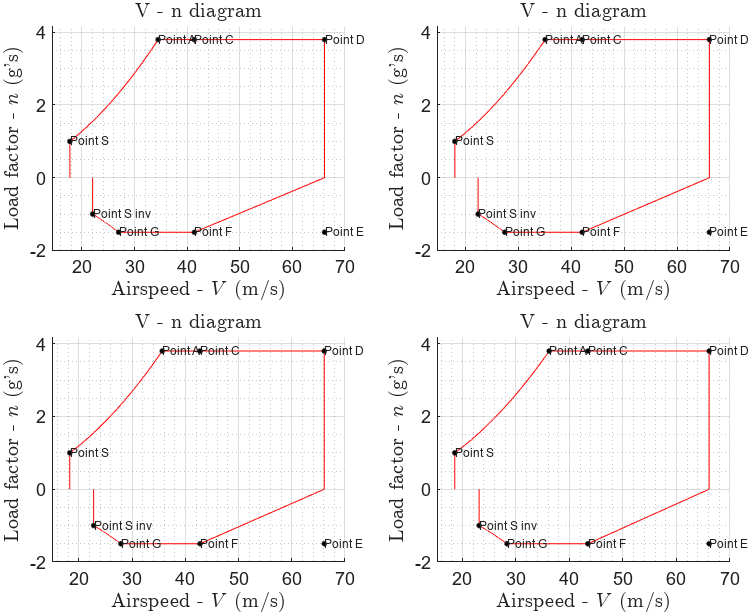 V - n diagram
Load factor - n (g's)
4
2
0
-2
Point A
Point C
Point D
Point S
Point S inv
Point G
Point F
Point E
20 30 40 50 60 70
Airspeed - V (m/s)
V - n diagram
Load factor - n (g's)
4
2
0
-2
Point A
Point C
Point D
Point S
Point S inv
Point G
Point F
Point E
20 30 40 50 60 70
Airspeed - V (m/s)
V - n diagram
Load factor - n (g's)
4
2
0
-2
Point A
Point C
Point D
Point S
Point S inv
Point G
Point F
Point E
20 30 40 50 60 70
Airspeed - V (m/s)
V - n diagram
Load factor - n (g's)
4
2
0
-2
Point A
Point C
Point D
Point S
Point S inv
Point G
Point F
Point E
20 30 40 50 60 70
Airspeed - V (m/s)